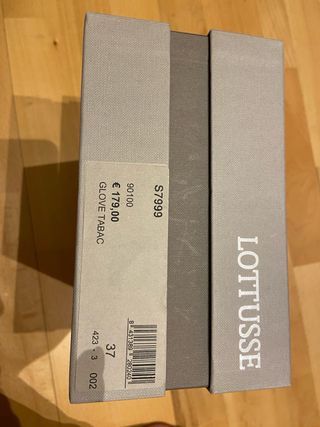 S7999
90100
€ 179,00
GLOVE TABAC
37
423 . 3 002
LOTTUSSE